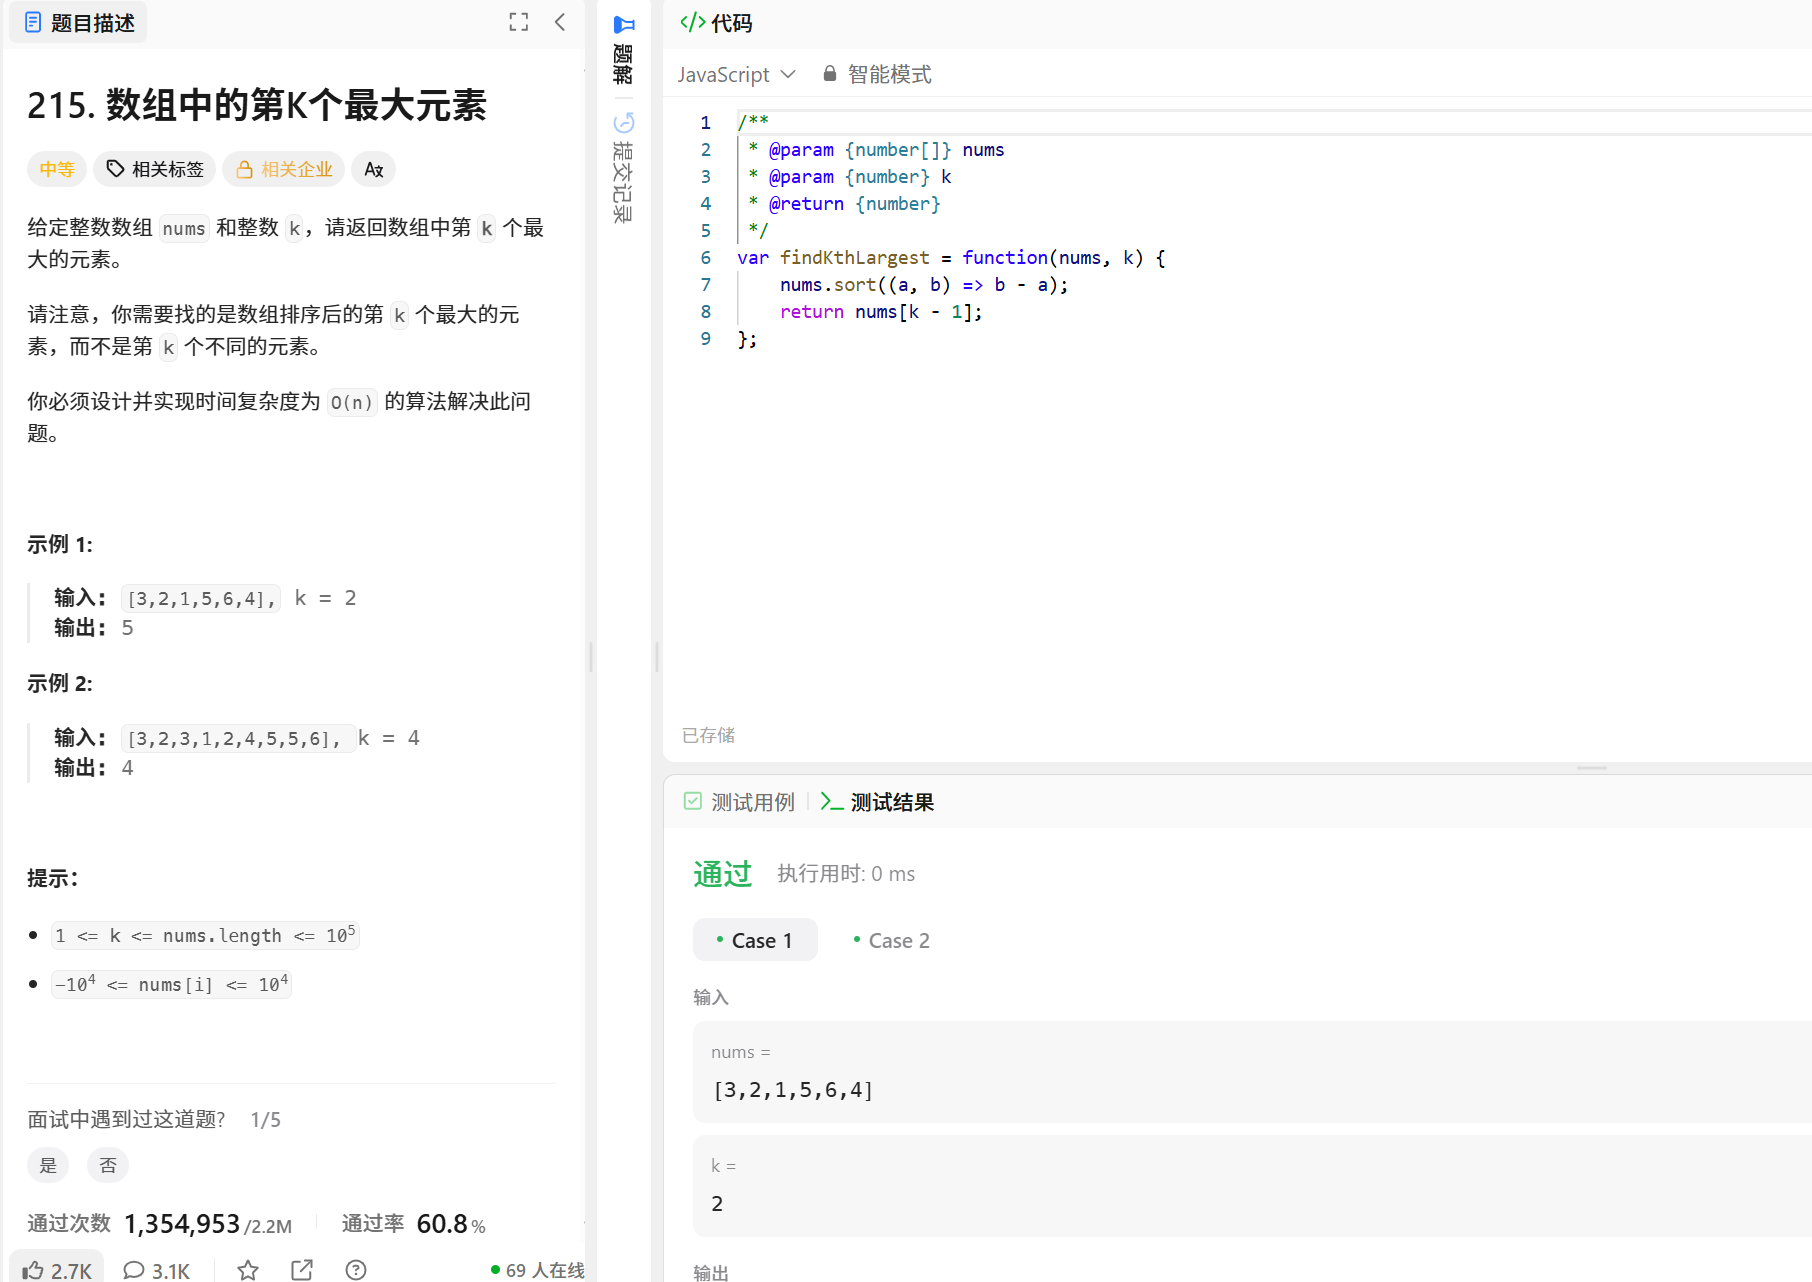 题目描述
215. 数组中的第K个最大元素
中等 相关标签 相关企业
给定整数数组 nums 和整数 k，请返回数组中第 k 个最
大的元素。
请注意，你需要找的是数组排序后的第 k 个最大的元
素，而不是第 k 个不同的元素。
你必须设计并实现时间复杂度为 O(n) 的算法解决此问
题。
示例 1:
输入: [3,2,1,5,6,4], k = 2
输出: 5
示例 2:
输入: [3,2,3,1,2,4,5,5,6], k = 4
输出: 4
提示：
1 <= k <= nums.length <= 10⁵
-10⁴ <= nums[i] <= 10⁴
面试中遇到过这道题? 1/5
是 否
通过次数 1,354,953/2.2M 通过率 60.8%
2.7K 3.1K 69 人在线
题解
提交记录
</> 代码
JavaScript 智能模式
1 /**
2  * @param {number[]} nums
3  * @param {number} k
4  * @return {number}
5  */
6 var findKthLargest = function(nums, k) {
7     nums.sort((a, b) => b - a);
8     return nums[k - 1];
9 };
已存储
测试用例 >_ 测试结果
通过 执行用时: 0 ms
Case 1 Case 2
输入
nums =
[3,2,1,5,6,4]
k =
2
输出